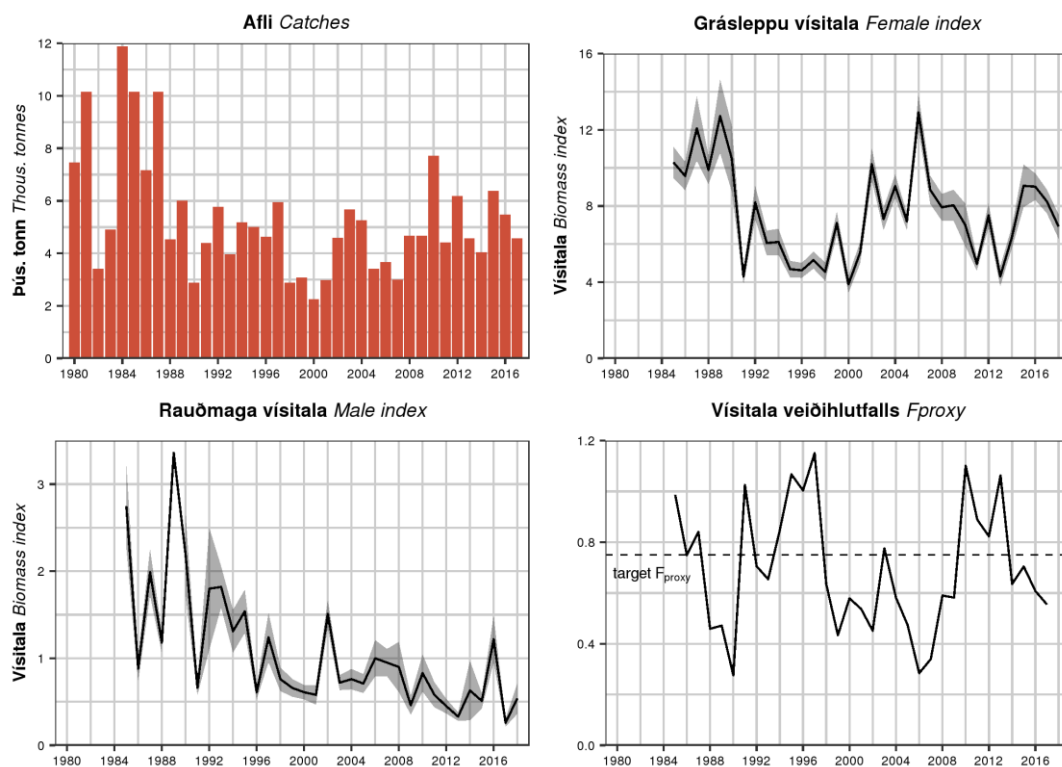 Afli Catches
Þús. tonn Thous. tonnes
12
10
8
6
4
2
0
1980 1984 1988 1992 1996 2000 2004 2008 2012 2016
Grásleppu vísitala Female index
Vísitala Biomass index
16
12
8
4
0
1980 1984 1988 1992 1996 2000 2004 2008 2012 2016
Rauðmaga vísitala Male index
Vísitala Biomass index
3
2
1
0
1980 1984 1988 1992 1996 2000 2004 2008 2012 2016
Vísitala veiðihlutfalls Fproxy
1.2
0.8
target Fproxy
0.4
0.0
1980 1984 1988 1992 1996 2000 2004 2008 2012 2016